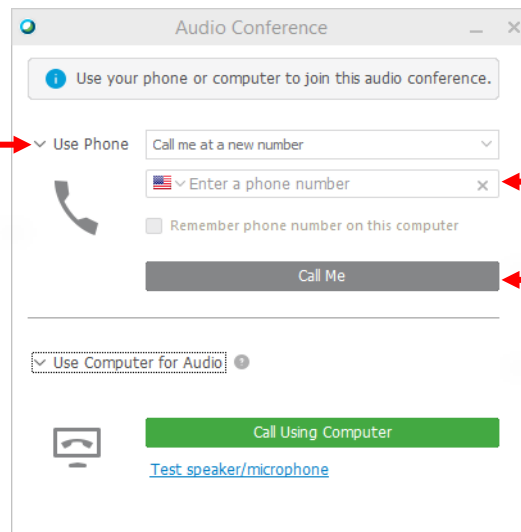 Audio Conference
Use your phone or computer to join this audio conference.
Use Phone
Call me at a new number
Enter a phone number
Remember phone number on this computer
Call Me
Use Computer for Audio
Call Using Computer
Test speaker/microphone